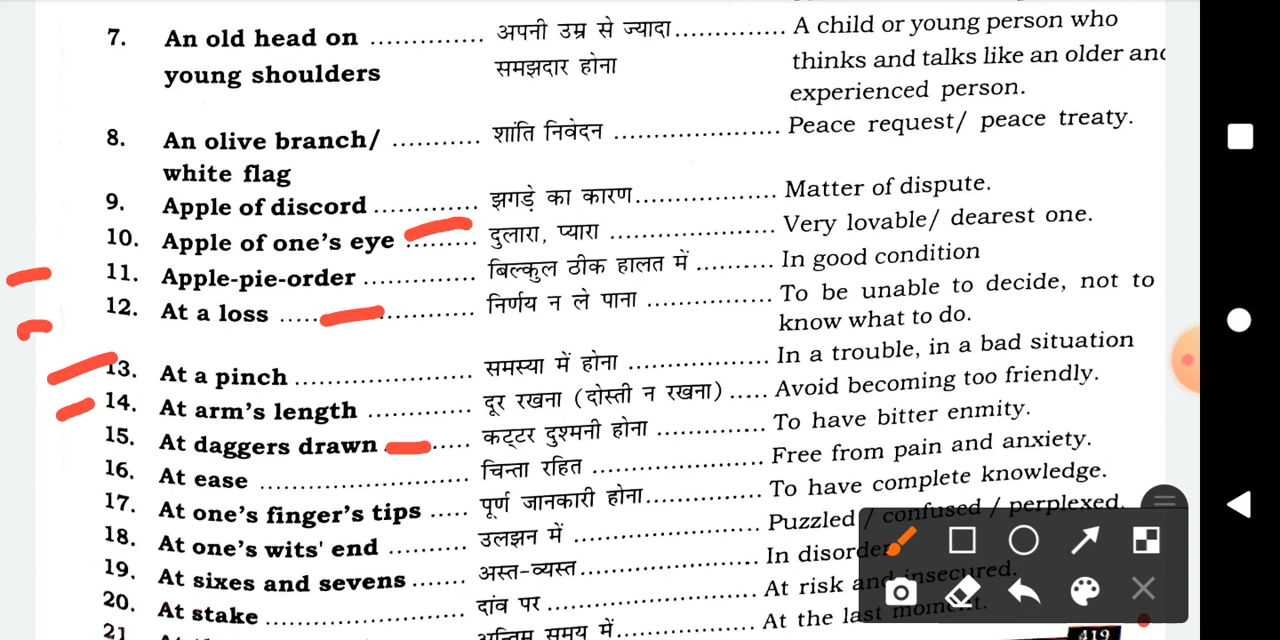 7. An old head on .............. अपनी उम्र से ज्यादा.............. A child or young person who
young shoulders समझदार होना thinks and talks like an older and
experienced person.
8. An olive branch/ ........... शांति निवेदन ..................... Peace request/ peace treaty.
white flag
9. Apple of discord ............. झगड़े का कारण.................. Matter of dispute.
10. Apple of one's eye ......... दुलारा, प्यारा ..................... Very lovable/ dearest one.
11. Apple-pie-order .............. बिल्कुल ठीक हालत में .......... In good condition
12. At a loss ......................... निर्णय न ले पाना ................ To be unable to decide, not to
know what to do.
13. At a pinch ...................... समस्या में होना .................. In a trouble, in a bad situation
14. At arm's length ............. दूर रखना (दोस्ती न रखना) ..... Avoid becoming too friendly.
15. At daggers drawn .......... कट्टर दुश्मनी होना .............. To have bitter enmity.
16. At ease ........................... चिन्ता रहित ...................... Free from pain and anxiety.
17. At one's finger's tips ..... पूर्ण जानकारी होना............... To have complete knowledge.
18. At one's wits' end .......... उलझन में ........................ Puzzled / confused / perplexed.
19. At sixes and sevens ....... अस्त-व्यस्त....................... In disorder
20. At stake ......................... दांव पर ............................ At risk and insecured.
21 अन्तिम समय में.................. At the last moment.
419